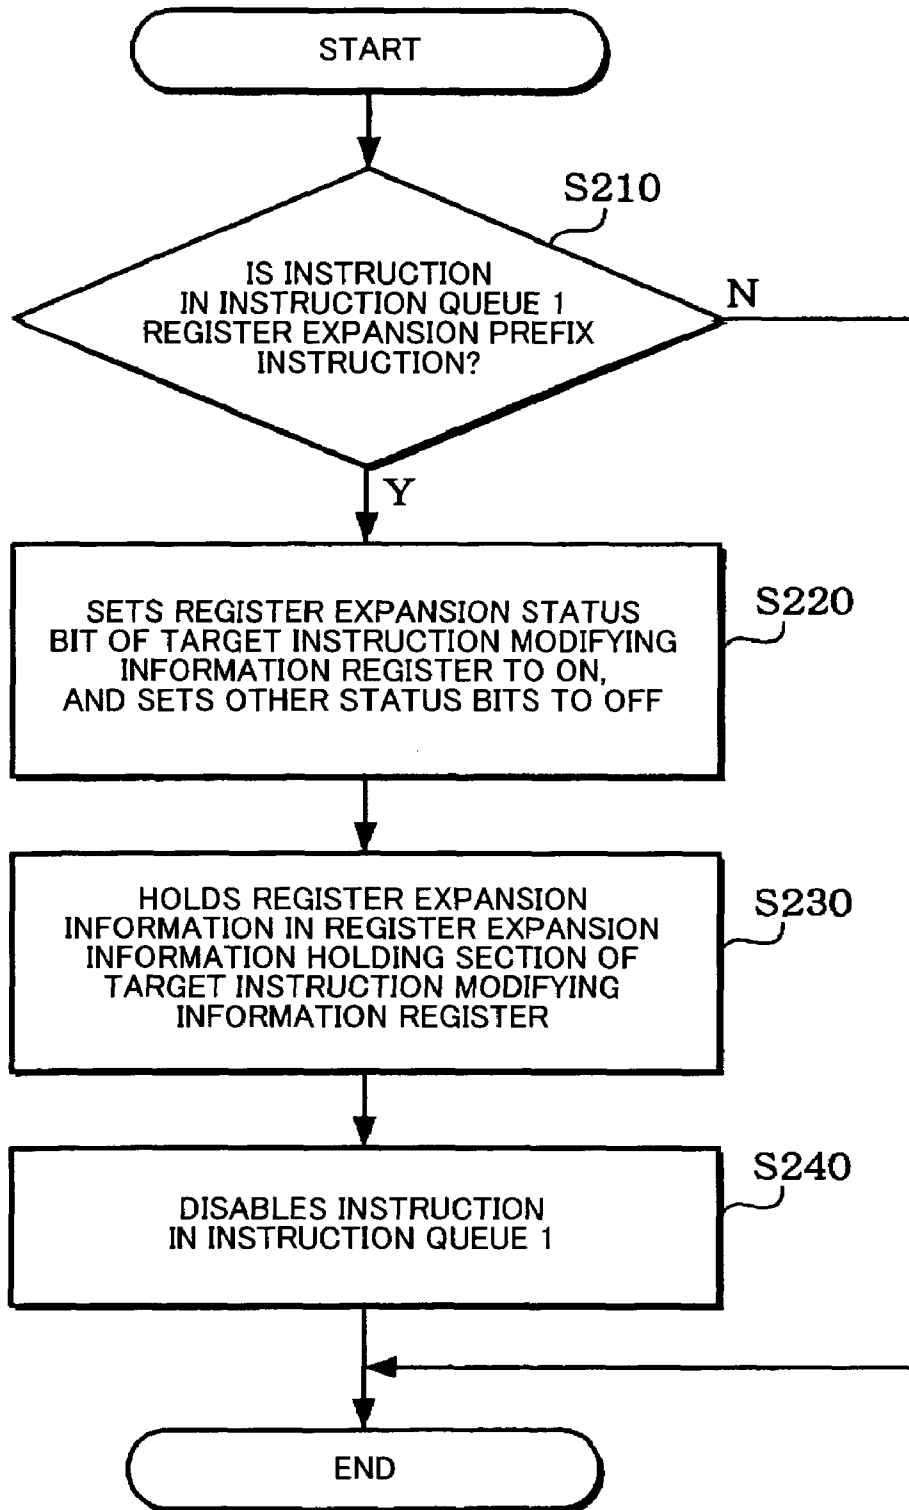 START
S210
IS INSTRUCTION
IN INSTRUCTION QUEUE 1
REGISTER EXPANSION PREFIX
INSTRUCTION?
N
Y
SETS REGISTER EXPANSION STATUS
BIT OF TARGET INSTRUCTION MODIFYING
INFORMATION REGISTER TO ON,
AND SETS OTHER STATUS BITS TO OFF
S220
HOLDS REGISTER EXPANSION
INFORMATION IN REGISTER EXPANSION
INFORMATION HOLDING SECTION OF
TARGET INSTRUCTION MODIFYING
INFORMATION REGISTER
S230
DISABLES INSTRUCTION
IN INSTRUCTION QUEUE 1
S240
END